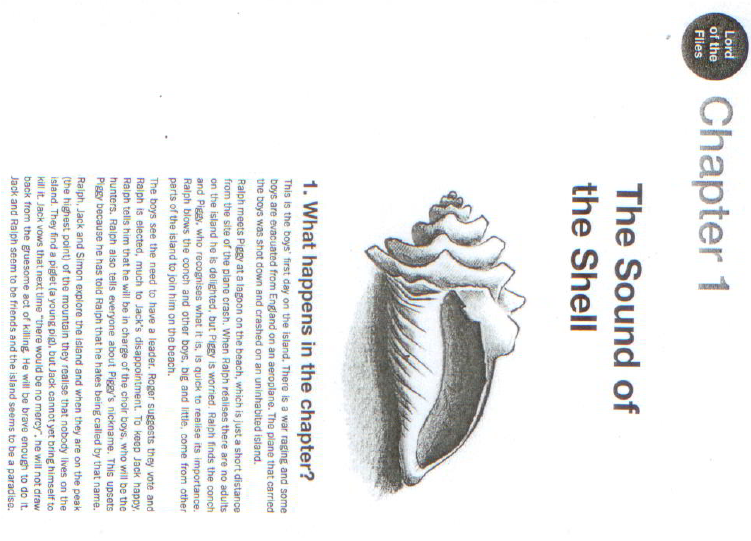 Lord
of the
Flies
Chapter 1
The Sound of
the Shell
1. What happens in the chapter?
This is the boys' first day on the island. There is a war raging and some
boys are evacuated from England on an aeroplane. The plane that carried
the boys was shot down and crashed on an uninhabited island.
Ralph meets Piggy at a lagoon on the beach, which is just a short distance
from the site of the plane crash. When Ralph realises there are no adults
on the island he is delighted, but Piggy is worried. Ralph finds the conch
and Piggy, who recognises what it is, is quick to realise its importance.
Ralph blows the conch and other boys, big and little, come from other
parts of the island to join him on the beach.
The boys see the need to have a leader. Roger suggests they vote and
Ralph is elected, much to Jack's disappointment. To keep Jack happy,
Ralph tells him that he will be in charge of the choir boys, who will be the
hunters. Ralph also tells everyone about Piggy's nickname. This upsets
Piggy because he has told Ralph that he hates being called by that name.
Ralph, Jack and Simon explore the island and when they are on the peak
(the highest point) of the mountain they realise that nobody lives on the
island. They find a piglet (a young pig), but Jack cannot yet bring himself to
kill it. Jack vows that next time "there would be no mercy", he will not draw
back from the gruesome act of killing. He will be brave enough to do it.
Jack and Ralph seem to be friends and the island seems to be a paradise.